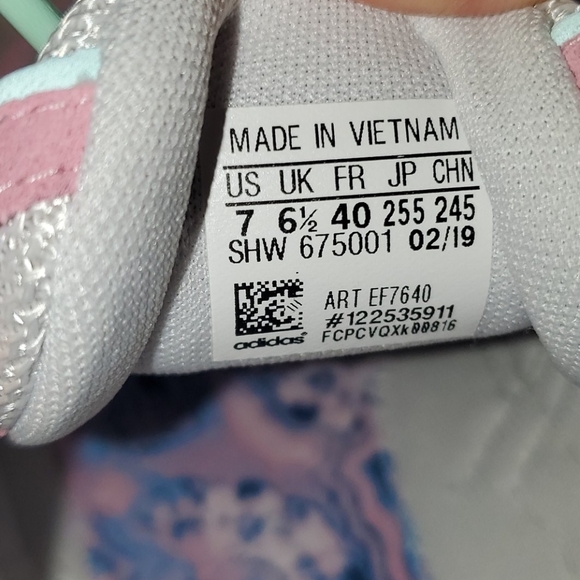 MADE IN VIETNAM
US UK FR JP CHN
7 6½ 40 255 245
SHW 675001 02/19
ART EF7640
#122535911
adidas FCPCVQXk00816